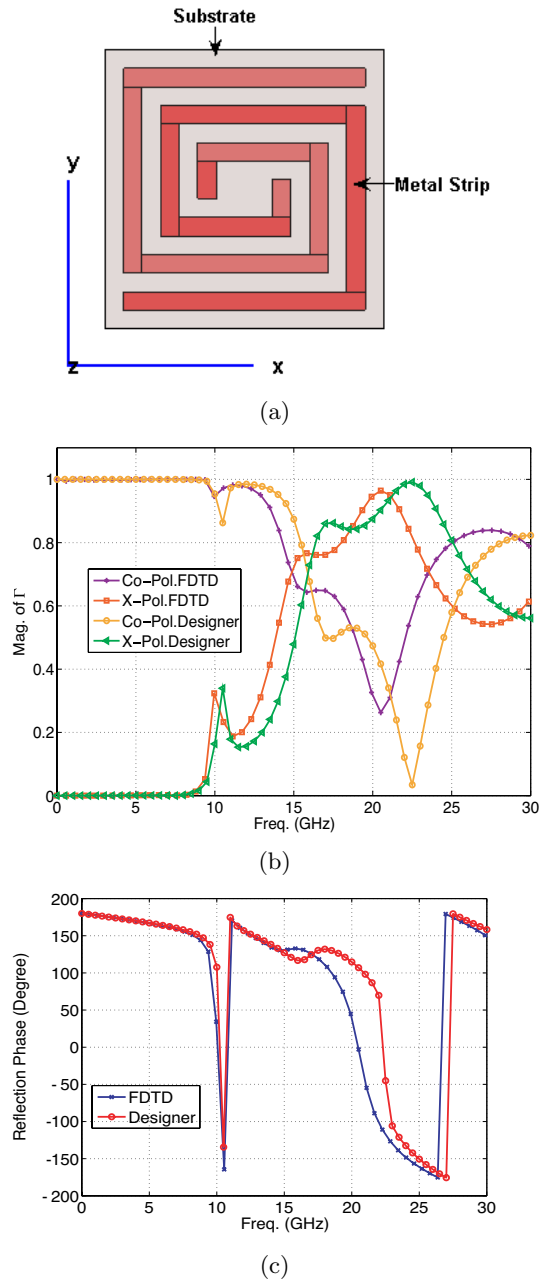 Substrate
y
Metal Strip
z
x
(a)
1
0.8
0.6
0.4
0.2
0
Mag. of Γ
Co-Pol.FDTD
X-Pol.FDTD
Co-Pol.Designer
X-Pol.Designer
0 5 10 15 20 25 30
Freq. (GHz)
(b)
200
150
100
50
0
-50
-100
-150
-200
Reflection Phase (Degree)
FDTD
Designer
0 5 10 15 20 25 30
Freq. (GHz)
(c)